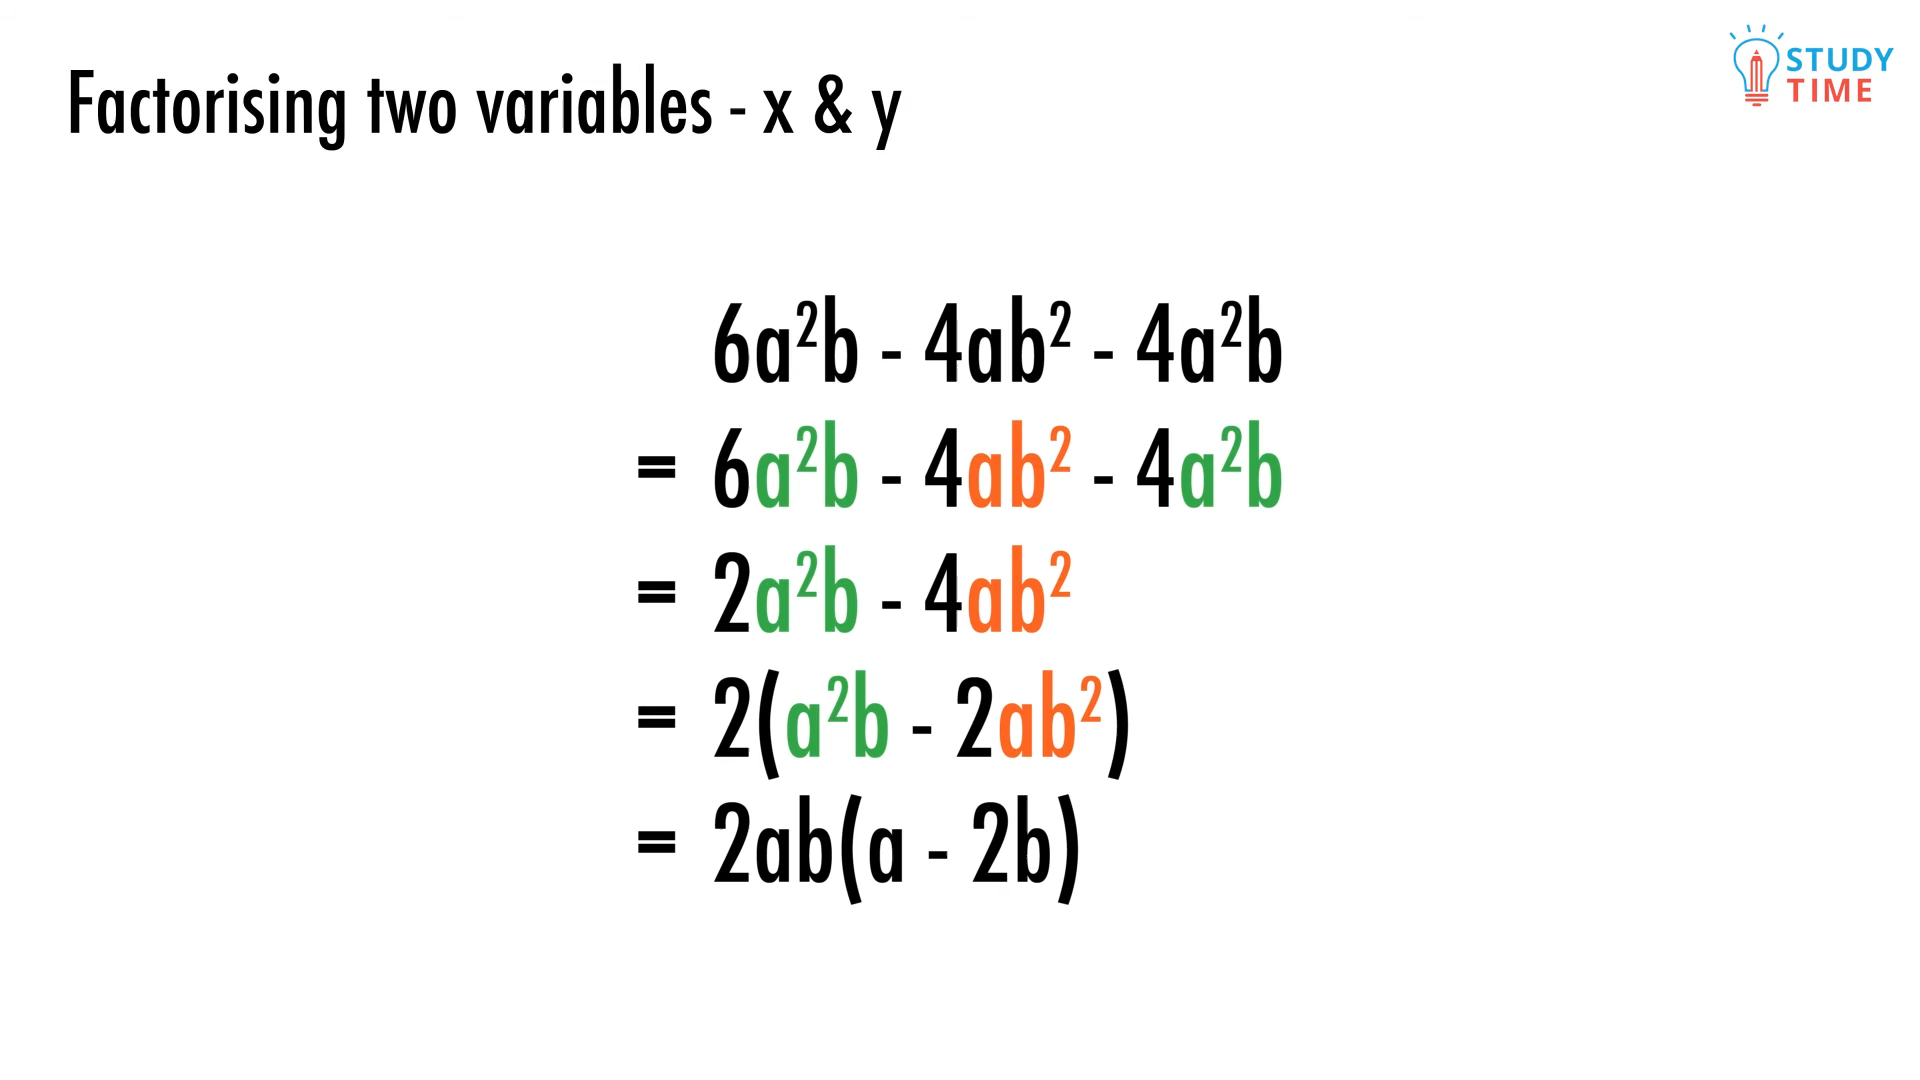 Factorising two variables - x & y
STUDY
TIME
6a²b - 4ab² - 4a²b
= 6a²b - 4ab² - 4a²b
= 2a²b - 4ab²
= 2(a²b - 2ab²)
= 2ab(a - 2b)